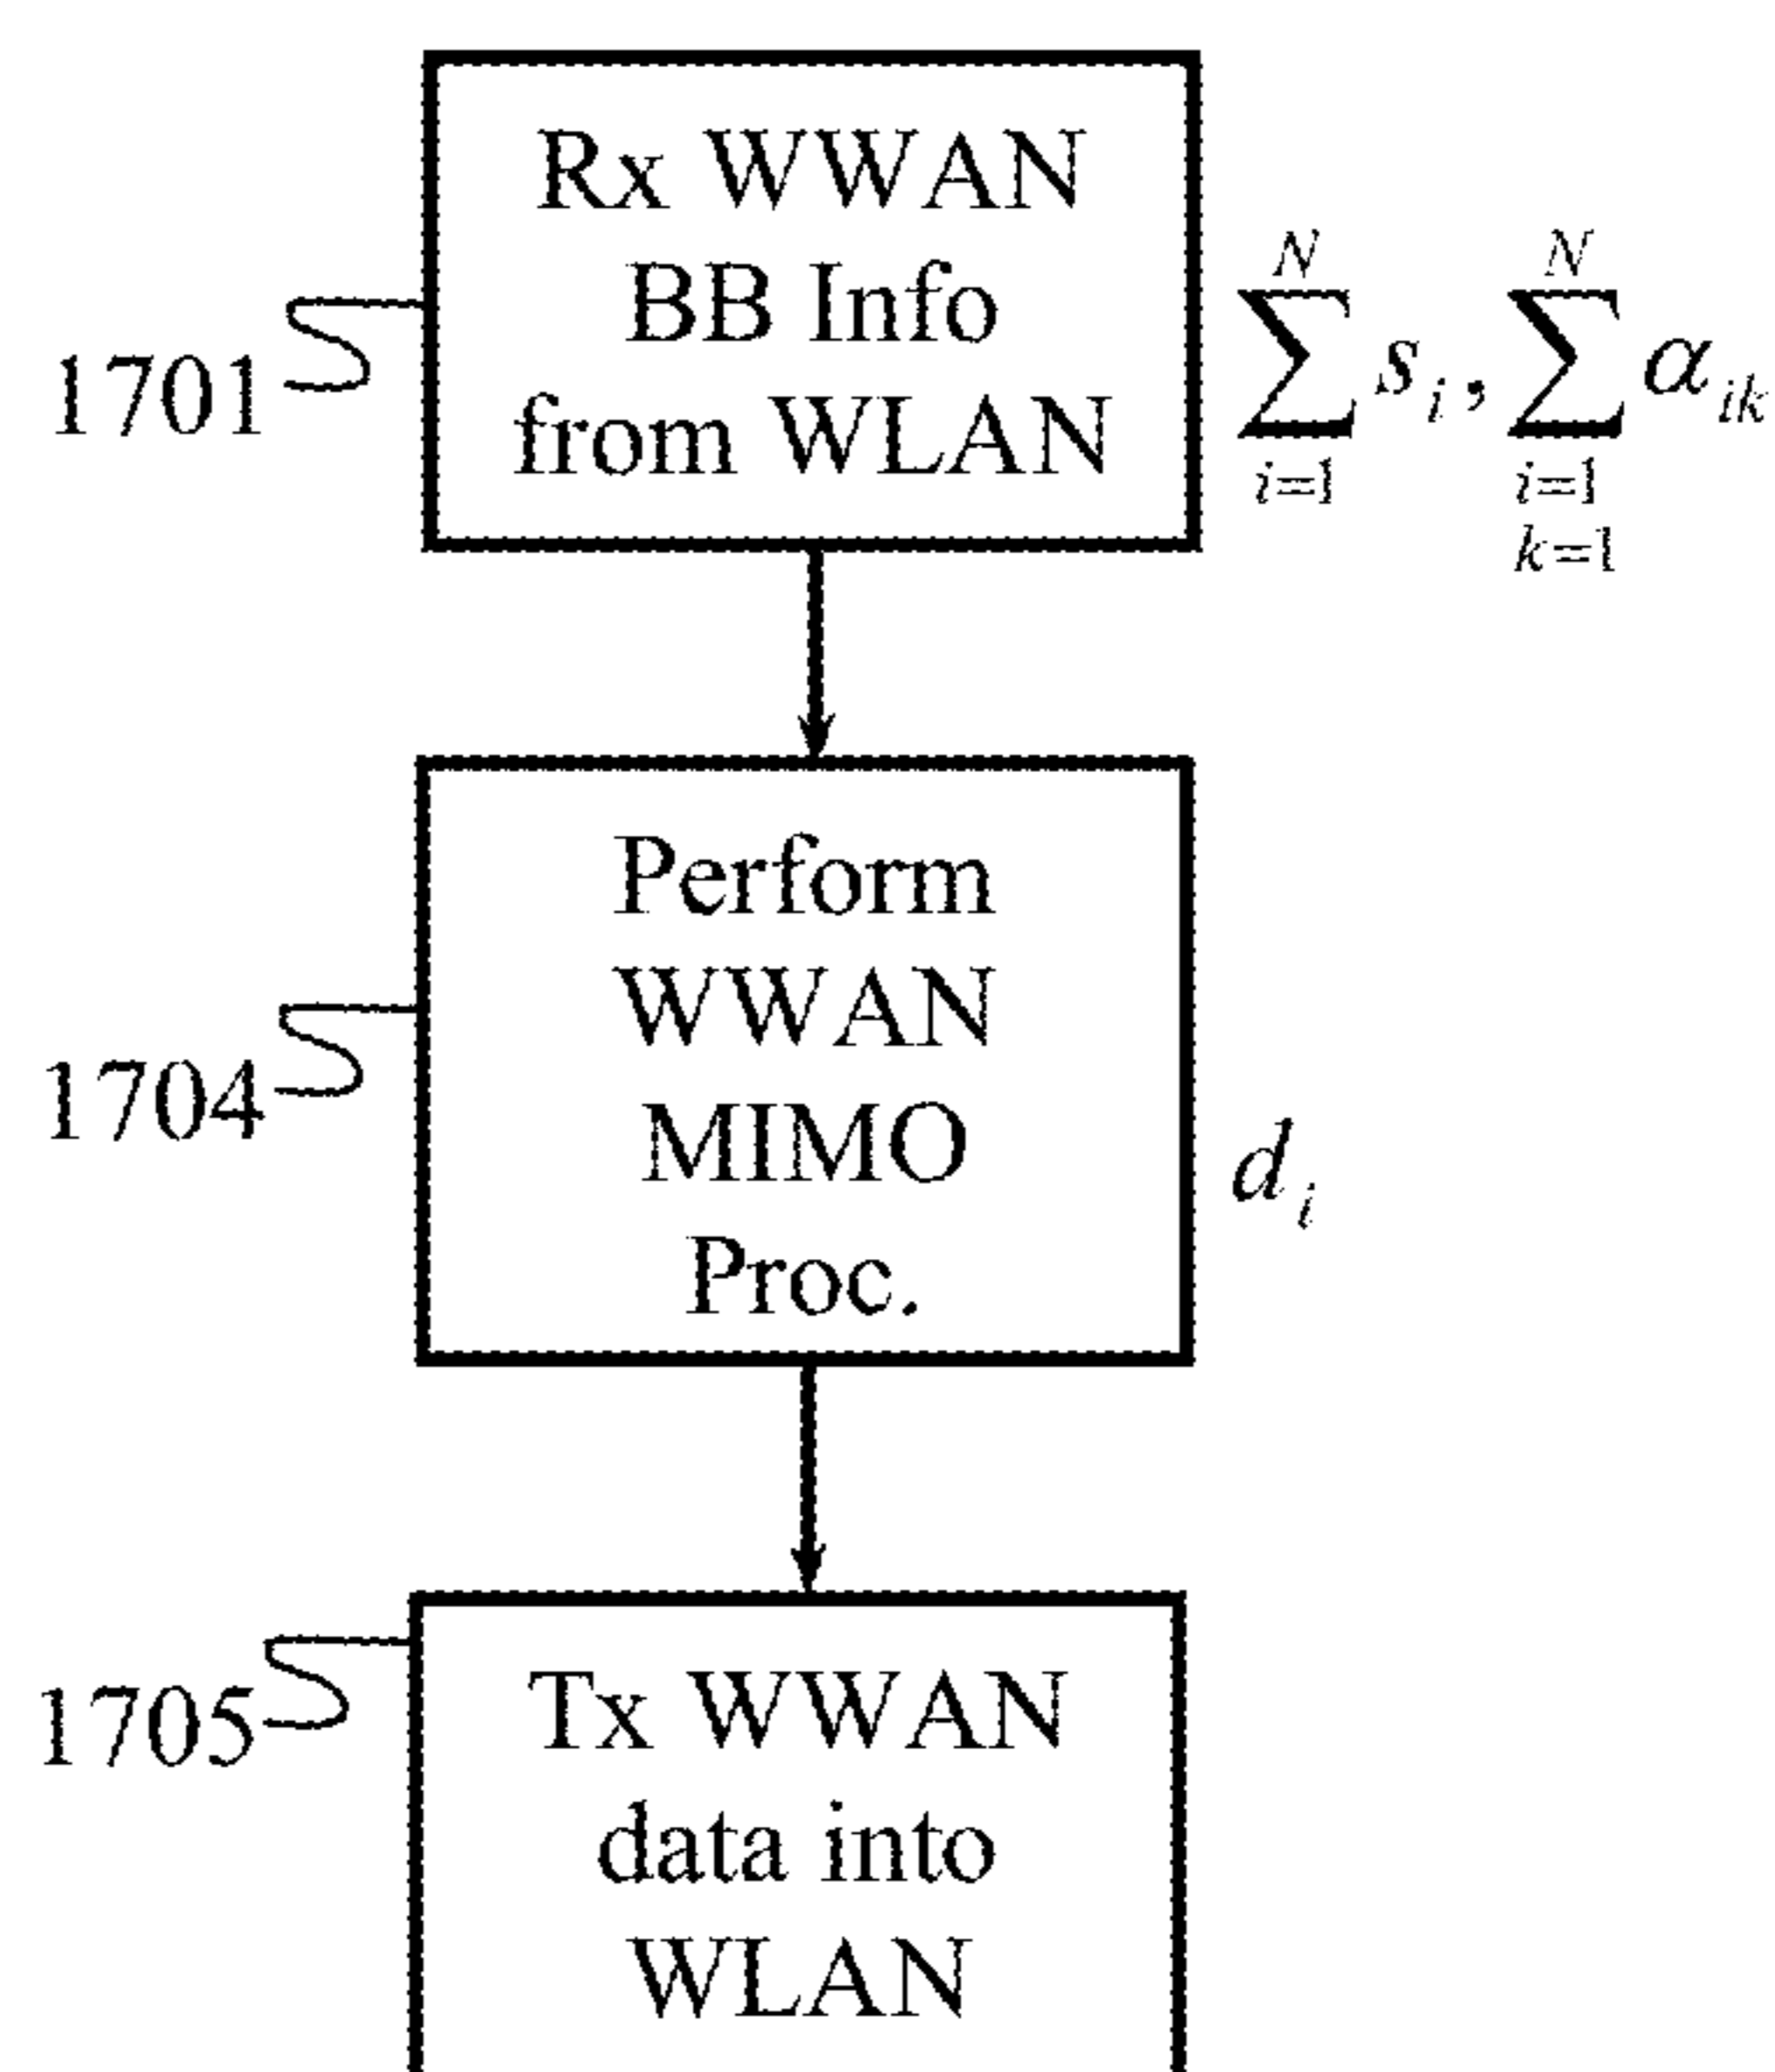 Rx WWAN
BB Info
from WLAN
1701
N N
∑ s_i, ∑ α_ik
i=1 i=1
k=1
Perform
WWAN
MIMO
Proc.
1704
d_i
Tx WWAN
data into
WLAN
1705